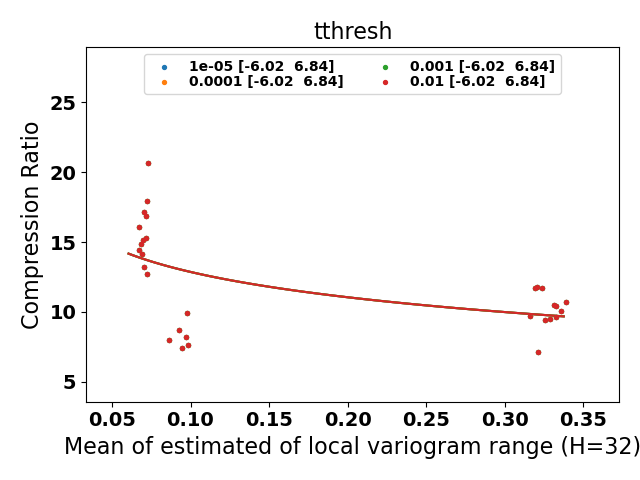 tthresh
1e-05 [-6.02  6.84]
0.0001 [-6.02  6.84]
0.001 [-6.02  6.84]
0.01 [-6.02  6.84]
Compression Ratio
25
20
15
10
5
0.05 0.10 0.15 0.20 0.25 0.30 0.35
Mean of estimated of local variogram range (H=32)